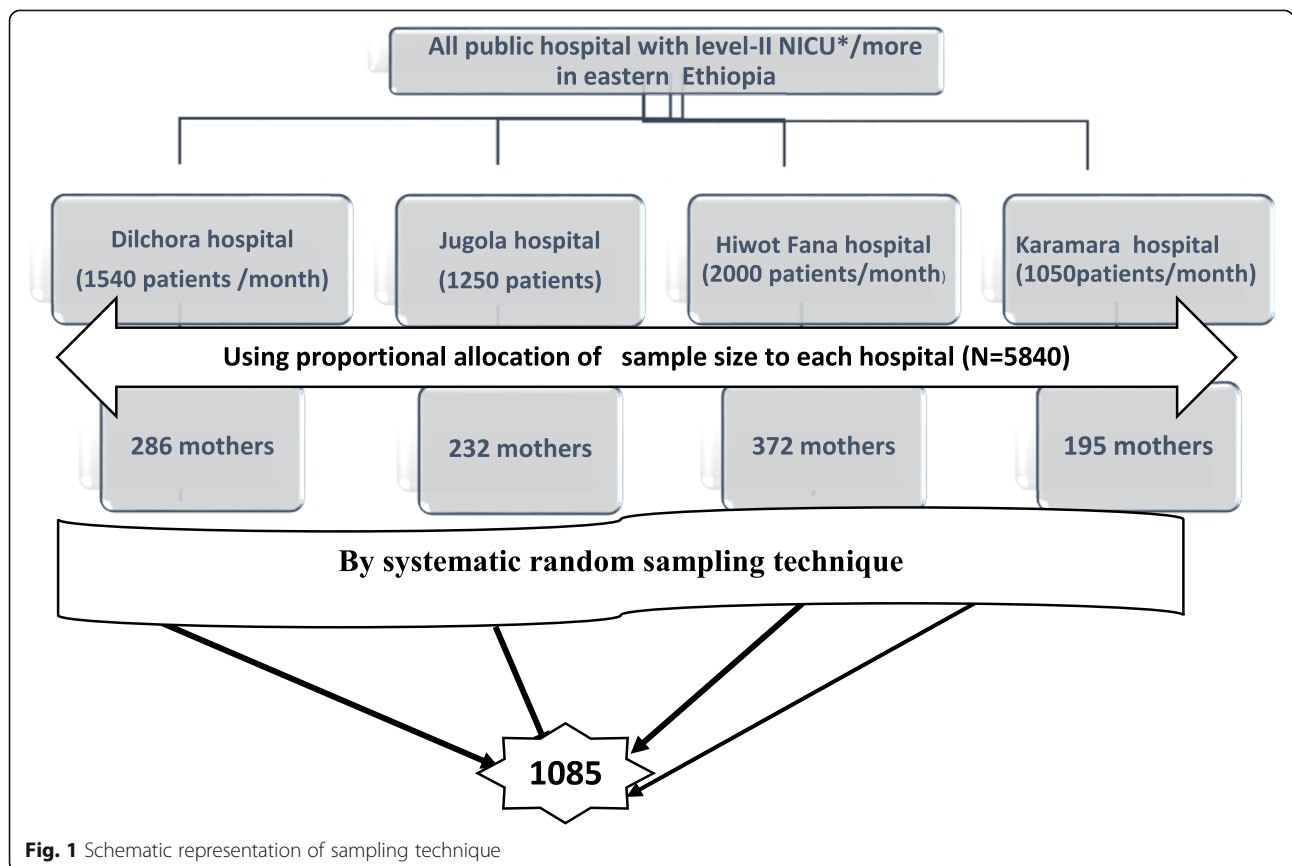 All public hospital with level-II NICU*/more
in eastern Ethiopia
Dilchora hospital
(1540 patients /month)
Jugola hospital
(1250 patients)
Hiwot Fana hospital
(2000 patients/month)
Karamara hospital
(1050patients/month)
Using proportional allocation of sample size to each hospital (N=5840)
286 mothers
232 mothers
372 mothers
195 mothers
By systematic random sampling technique
1085
Fig. 1 Schematic representation of sampling technique